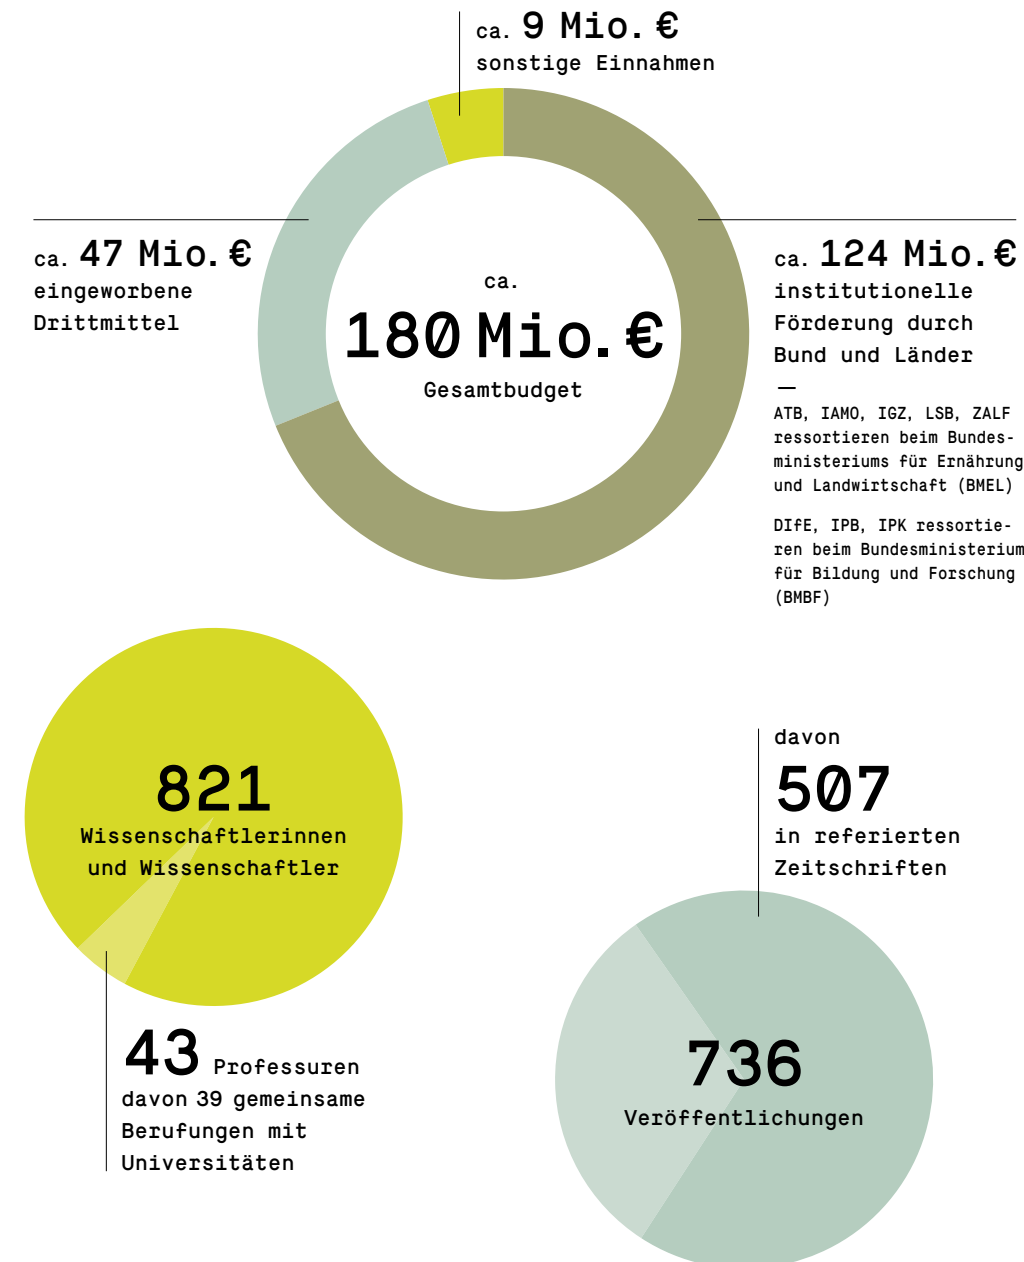 ca. 9 Mio. €
sonstige Einnahmen
ca. 47 Mio. €
eingeworbene
Drittmittel
ca.
180 Mio. €
Gesamtbudget
ca. 124 Mio. €
institutionelle
Förderung durch
Bund und Länder
—
ATB, IAMO, IGZ, LSB, ZALF
ressortieren beim Bundes-
ministeriums für Ernährung
und Landwirtschaft (BMEL)
DIfE, IPB, IPK ressortie-
ren beim Bundesministerium
für Bildung und Forschung
(BMBF)
821
Wissenschaftlerinnen
und Wissenschaftler
43 Professuren
davon 39 gemeinsame
Berufungen mit
Universitäten
davon
507
in referierten
Zeitschriften
736
Veröffentlichungen